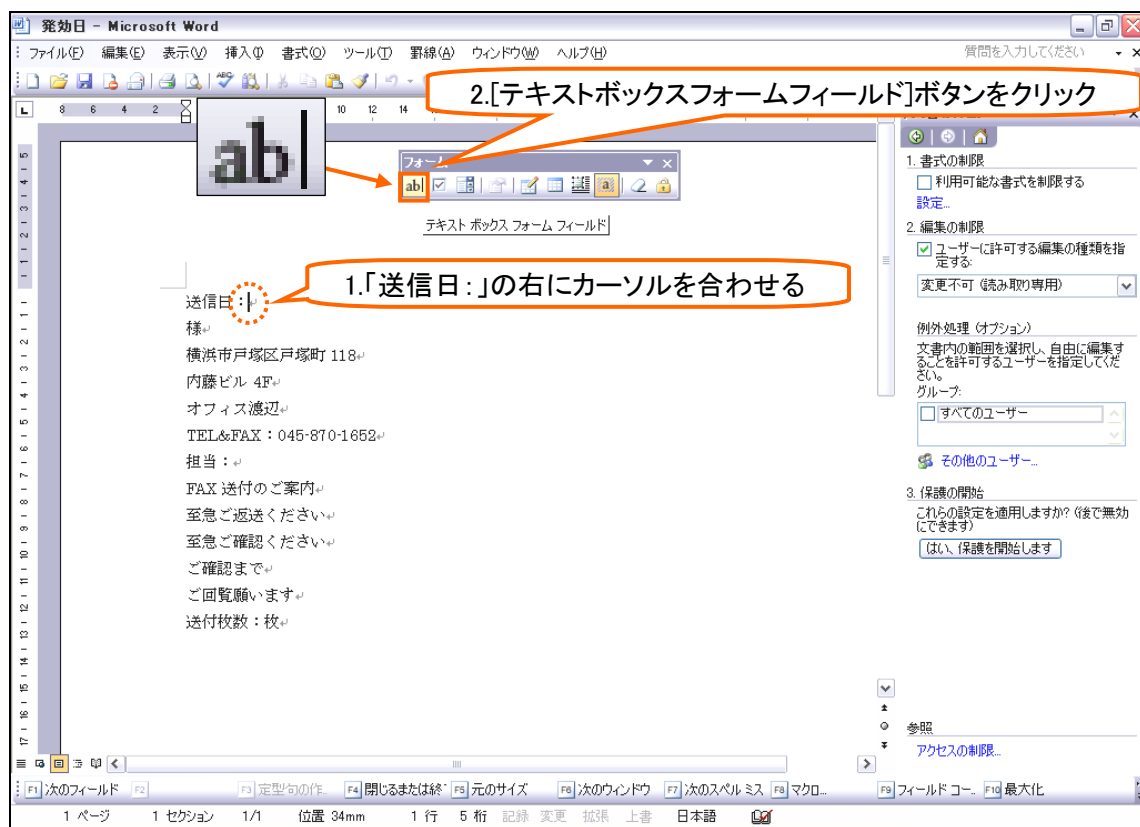 発効日 - Microsoft Word
ファイル(F) 編集(E) 表示(V) 挿入(I) 書式(O) ツール(T) 罫線(A) ウィンドウ(W) ヘルプ(H) 質問を入力してください
2.[テキストボックスフォームフィールド]ボタンをクリック
8 6 4 2 10 12 14
ab
フォーム
ab
テキスト ボックス フォーム フィールド
1.「送信日:」の右にカーソルを合わせる
送信日:
様
横浜市戸塚区戸塚町 118
内藤ビル 4F
オフィス渡辺
TEL&FAX:045-870-1652
担当:
FAX 送付のご案内
至急ご返送ください
至急ご確認ください
ご確認まで
ご回覧願います
送付枚数:枚
1. 書式の制限
利用可能な書式を制限する
設定...
2. 編集の制限
ユーザーに許可する編集の種類を指
定する:
変更不可 (読み取り専用)
例外処理 (オプション)
文書内の範囲を選択し、自由に編集す
ることを許可するユーザーを指定してくだ
さい。
グループ:
すべてのユーザー
その他のユーザー...
3. 保護の開始
これらの設定を適用しますか? (後で無効
にできます)
はい、保護を開始します
参照
アクセスの制限...
F1 次のフィールド F2 F3 定型句の作.. F4 閉じるまたは終 F5 元のサイズ F6 次のウィンドウ F7 次のスペル ミス F8 マクロ... F9 フィールド コー.. F10 最大化
1 ページ 1 セクション 1/1 位置 34mm 1 行 5 桁 記録 変更 拡張 上書 日本語